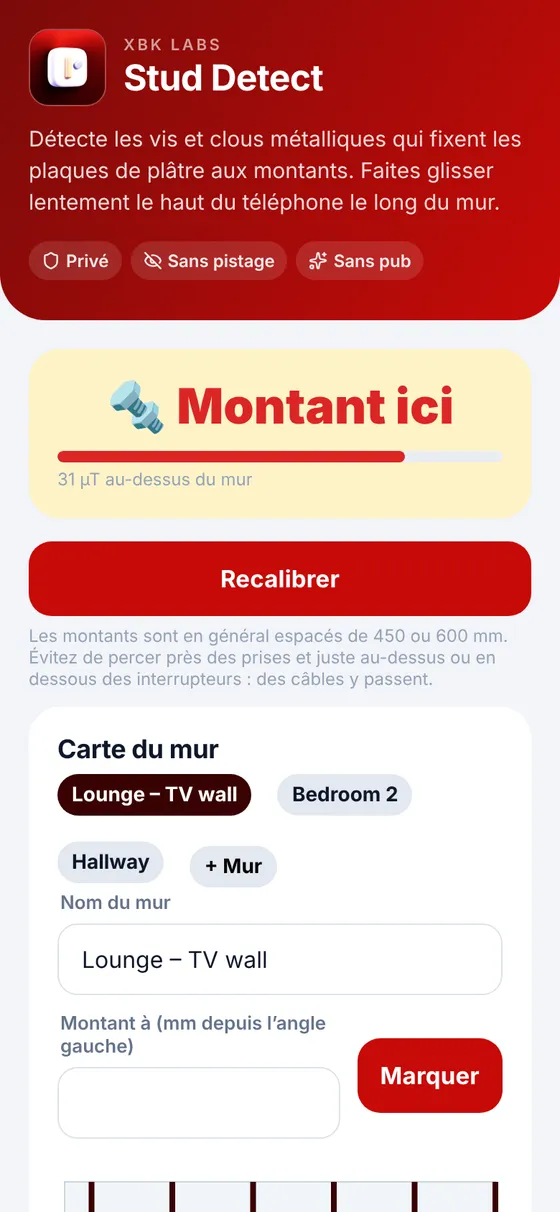 XBK LABS
Stud Detect
Détecte les vis et clous métalliques qui fixent les
plaques de plâtre aux montants. Faites glisser
lentement le haut du téléphone le long du mur.
Privé
Sans pistage
Sans pub
Montant ici
31 µT au-dessus du mur
Recalibrer
Les montants sont en général espacés de 450 ou 600 mm.
Évitez de percer près des prises et juste au-dessus ou en
dessous des interrupteurs : des câbles y passent.
Carte du mur
Lounge – TV wall
Bedroom 2
Hallway
+ Mur
Nom du mur
Lounge – TV wall
Montant à (mm depuis l’angle
gauche)
Marquer